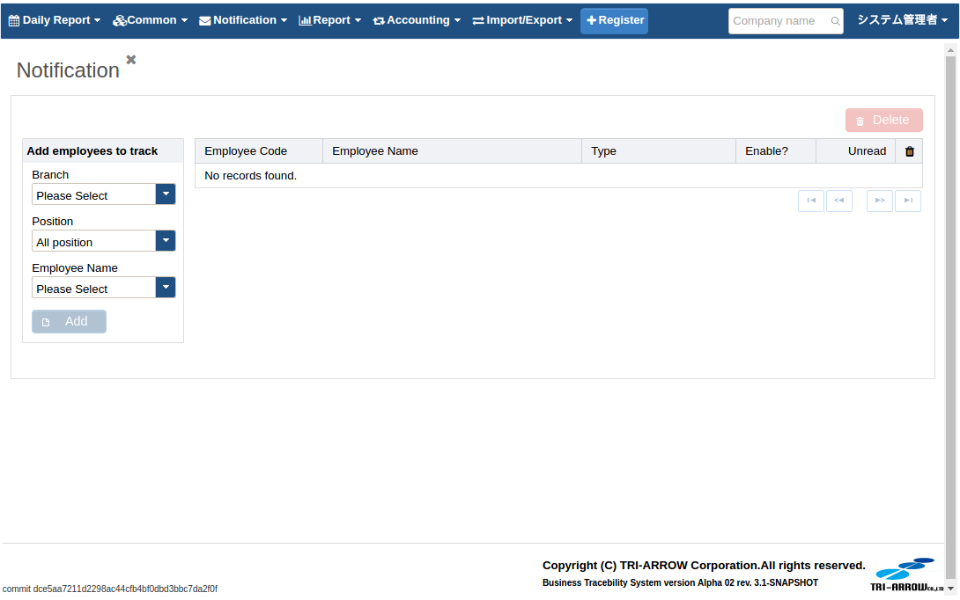 Daily Report Common Notification Report Accounting Import/Export Register Company name システム管理者
Notification
Delete
Add employees to track
Employee Code Employee Name Type Enable? Unread
No records found.
Branch
Please Select
Position
All position
Employee Name
Please Select
Add
Copyright (C) TRI-ARROW Corporation.All rights reserved.
Business Tracebility System version Alpha 02 rev. 3.1-SNAPSHOT
TRI-ARROW CO.,LTD
commit dce5aa7211d2298ac44cfb4bf0dbd3bbc7da2f0f